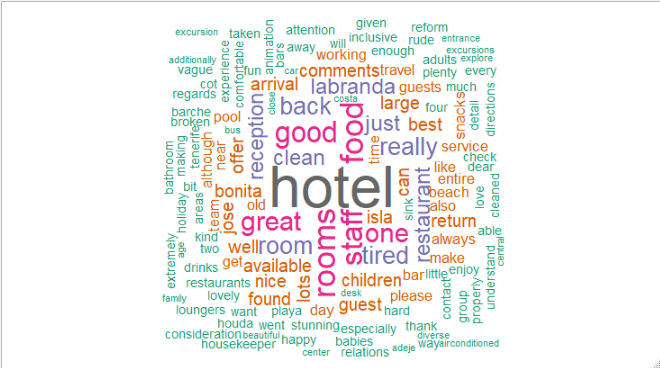 excursion
taken
attention
given
reform
additionally
experience
comfortable
animation
bars
away
will
inclusive
rude
entrance
vague
fun
car
working
enough
adults
excursions
explore
cot
arrival
comments
travel
plenty
every
regards
labranda
guests
much
barche
pool
reception
close
back
costa
large
four
snacks
detail
directions
broken
bus
good
food
just
best
tenerife
near
offer
clean
time
really
service
check
bathroom
making
although
hotel
can
restaurant
like
dear
bit
bonita
entire
love
cleaned
holiday
areas
team
jose
old
great
rooms
staff
isla
sink
beach
also
return
able
kind
two
well
room
one
tired
always
central
extremely
age
get
available
make
understand
drinks
restaurants
nice
lots
children
bar
little
enjoy
properly
family
lovely
found
desk
guest
please
contact
group
loungers
want
playa
day
hard
houda
went
stunning
especially
thank
diverse
consideration
beautiful
happy
babies
way
airconditioned
housekeeper
center
relations
adeje